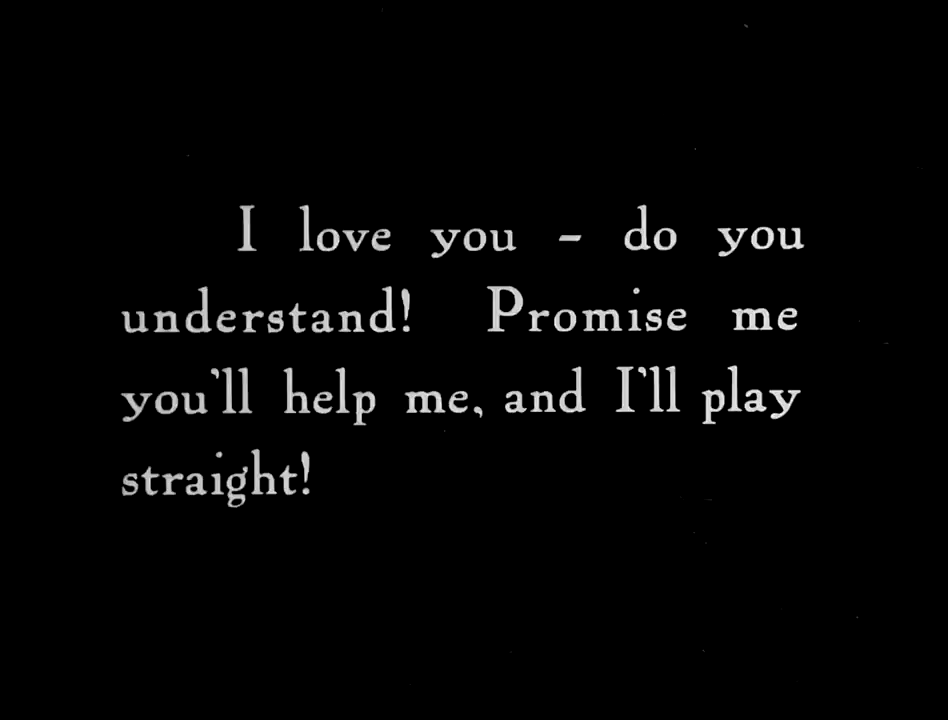 I love you - do you
understand! Promise me
you'll help me, and I'll play
straight!